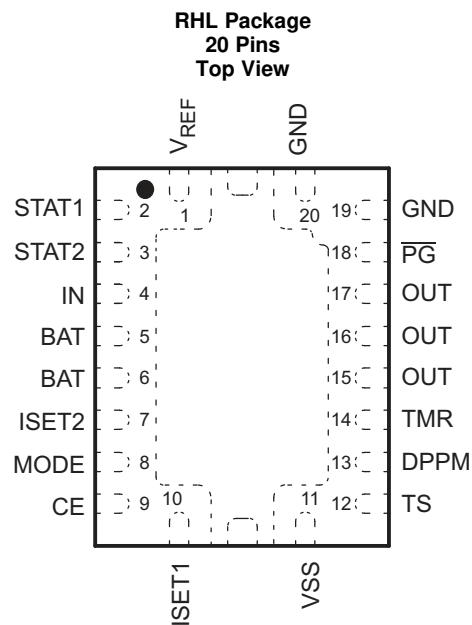 RHL Package
20 Pins
Top View
VREF
GND
STAT1 2 1 20 19 GND
STAT2 3 18 PG
IN 4 17 OUT
BAT 5 16 OUT
BAT 6 15 OUT
ISET2 7 14 TMR
MODE 8 13 DPPM
CE 9 10 11 12 TS
ISET1
VSS